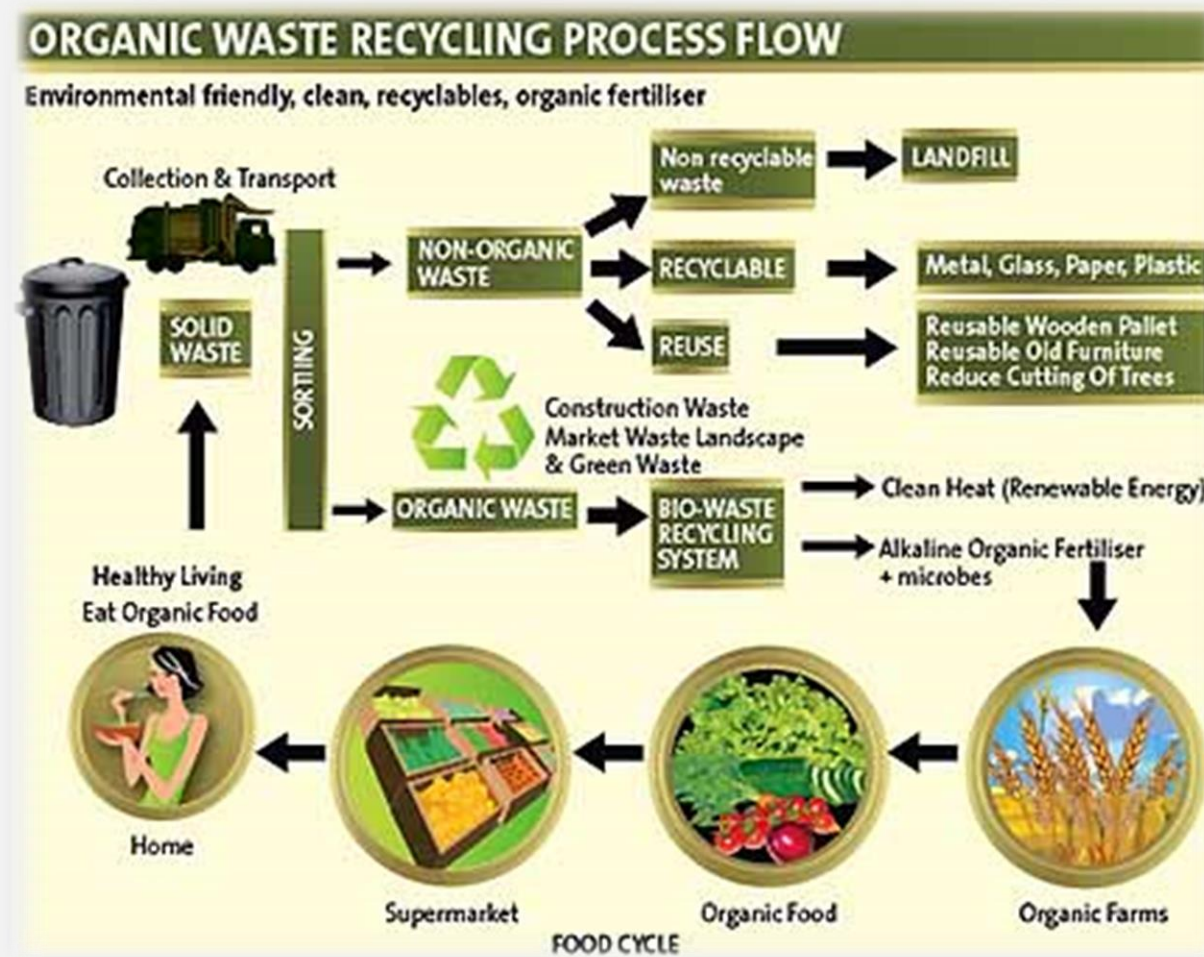 ORGANIC WASTE RECYCLING PROCESS FLOW
Environmental friendly, clean, recyclables, organic fertiliser
Collection & Transport
SOLID
WASTE
SORTING
NON-ORGANIC
WASTE
Non recyclable
waste
LANDFILL
RECYCLABLE
Metal, Glass, Paper, Plastic
REUSE
Reusable Wooden Pallet
Reusable Old Furniture
Reduce Cutting Of Trees
Construction Waste
Market Waste Landscape
& Green Waste
ORGANIC WASTE
BIO-WASTE
RECYCLING
SYSTEM
Clean Heat (Renewable Energy)
Alkaline Organic Fertiliser
+ microbes
Healthy Living
Eat Organic Food
Home
Supermarket
Organic Food
Organic Farms
FOOD CYCLE